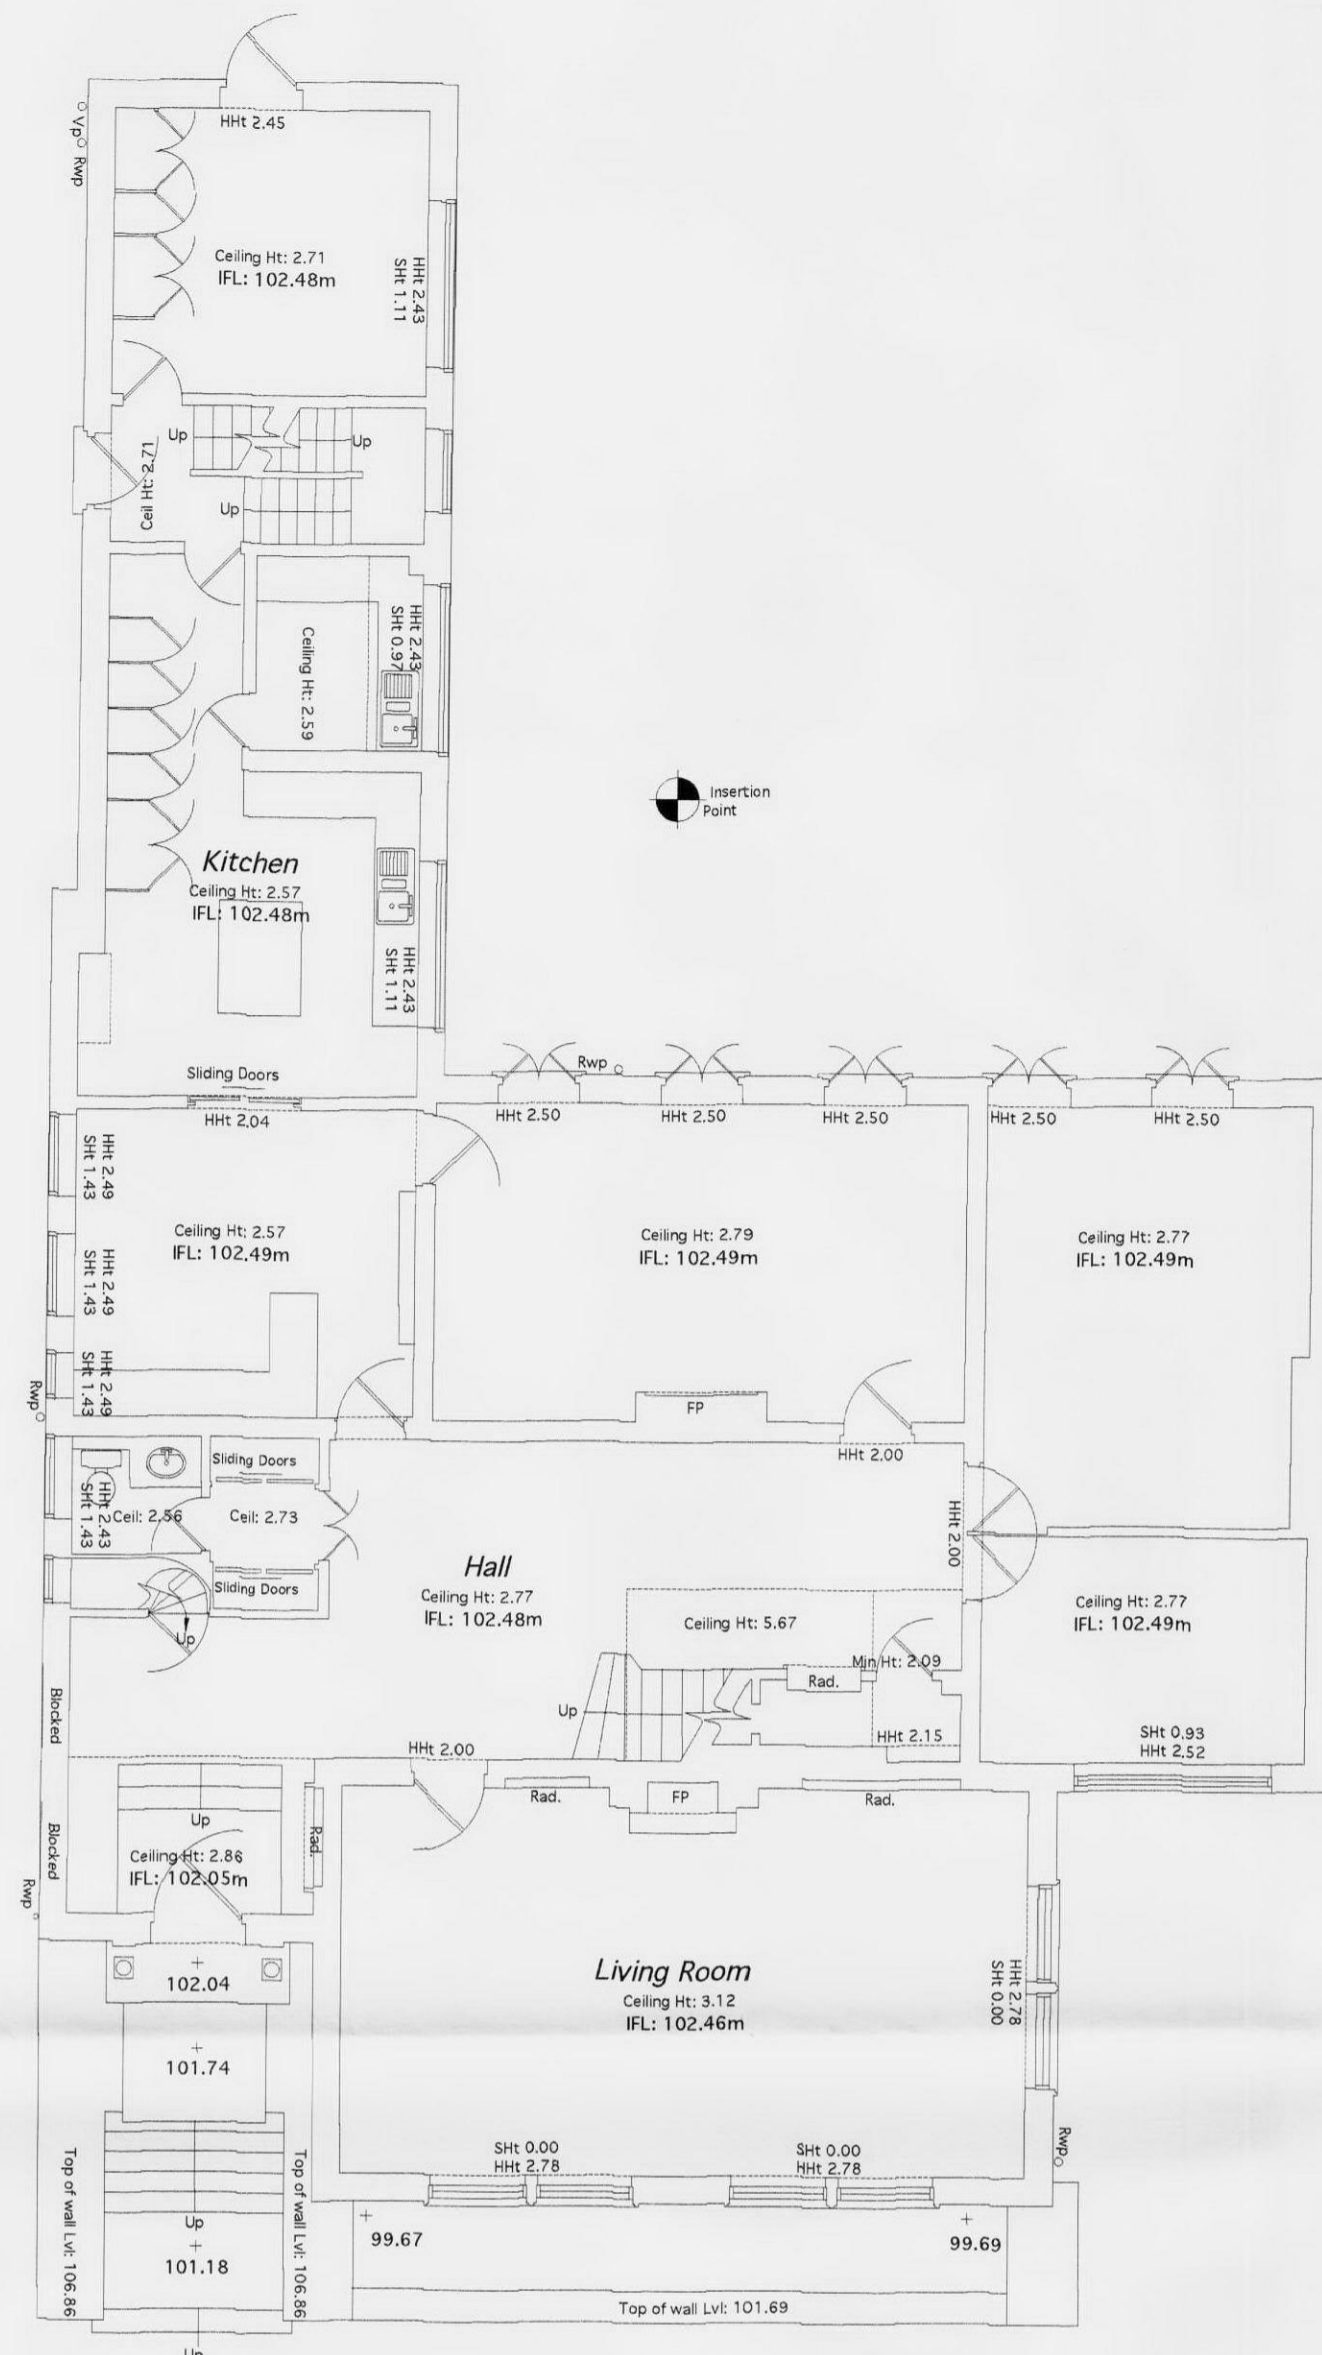 HHt 2.45
Vp
Rwp
Ceiling Ht: 2.71
IFL: 102.48m
HHt 2.43
SHt 1.11
Up
Up
Ceil Ht: 2.71
Up
HHt 2.43
SHt 0.97
Ceiling Ht: 2.59
Insertion
Point
Kitchen
Ceiling Ht: 2.57
IFL: 102.48m
HHt 2.43
SHt 1.11
Sliding Doors
HHt 2.04
Rwp
HHt 2.50
HHt 2.50
HHt 2.50
HHt 2.50
HHt 2.50
HHt 2.49
SHt 1.43
Ceiling Ht: 2.57
IFL: 102.49m
HHt 2.49
SHt 1.43
Ceiling Ht: 2.79
IFL: 102.49m
Ceiling Ht: 2.77
IFL: 102.49m
HHt 2.49
SHt 1.43
Rwp
FP
HHt 2.00
Sliding Doors
HHt 2.43
SHt 1.43
Ceil: 2.56
Ceil: 2.73
HHt 2.00
Sliding Doors
Hall
Ceiling Ht: 2.77
IFL: 102.48m
Up
Ceiling Ht: 5.67
Min Ht: 2.09
Rad.
Up
HHt 2.15
Ceiling Ht: 2.77
IFL: 102.49m
SHt 0.93
HHt 2.52
Blocked
HHt 2.00
Rad.
FP
Rad.
Up
Blocked
Ceiling Ht: 2.86
IFL: 102.05m
Rad.
Rwp
102.04
101.74
Living Room
Ceiling Ht: 3.12
IFL: 102.46m
HHt 2.78
SHt 0.00
SHt 0.00
HHt 2.78
SHt 0.00
HHt 2.78
Rwp
Top of wall Lvl: 106.86
Up
101.18
Top of wall Lvl: 106.86
99.67
99.69
Top of wall Lvl: 101.69
Up